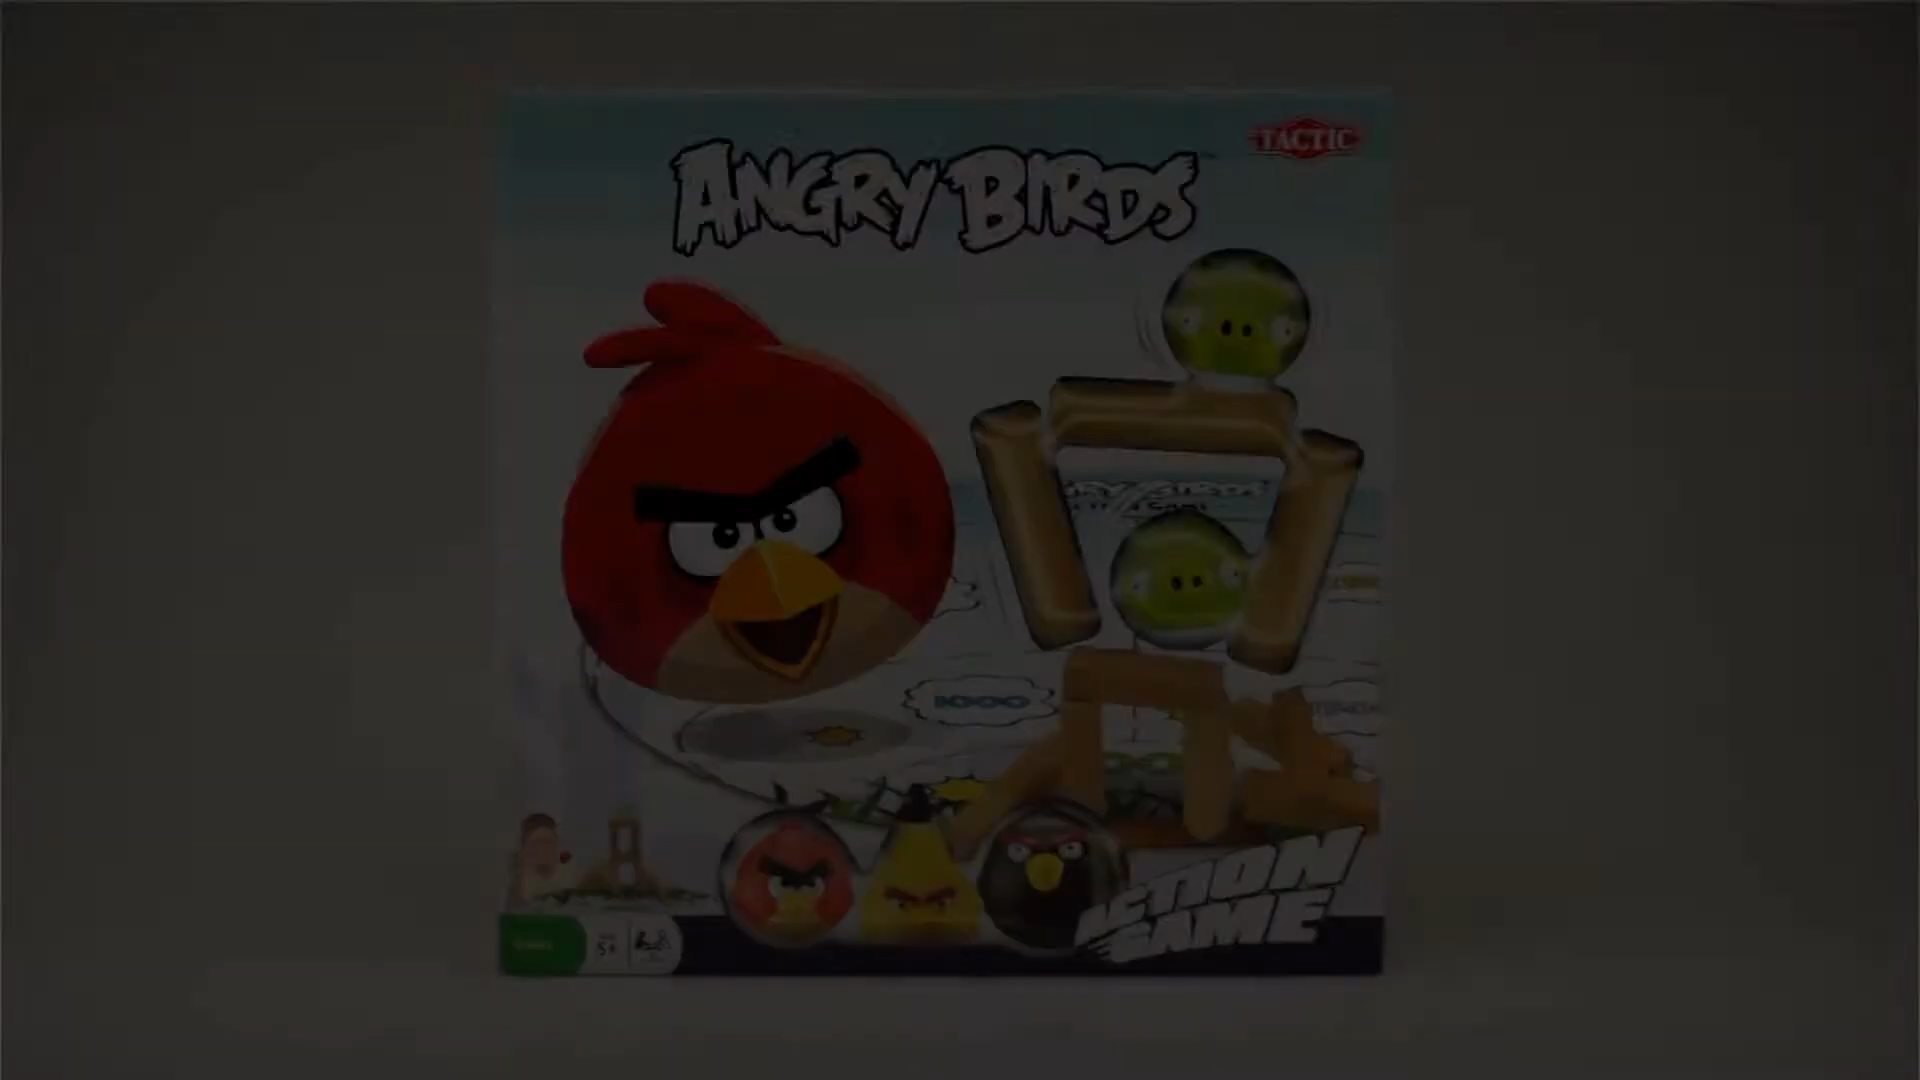 TACTIC
ANGRY BIRDS
1000
ACTION
GAME
5+